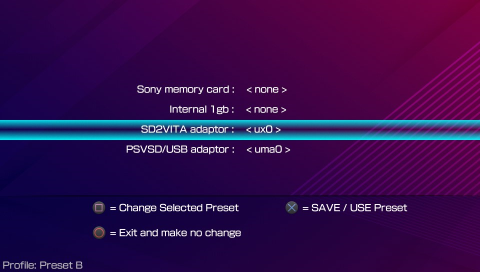 Sony memory card : < none >
Internal 1gb : < none >
SD2VITA adaptor : < ux0 >
PSVSD/USB adaptor : < uma0 >
= Change Selected Preset = SAVE / USE Preset
= Exit and make no change
Profile: Preset B